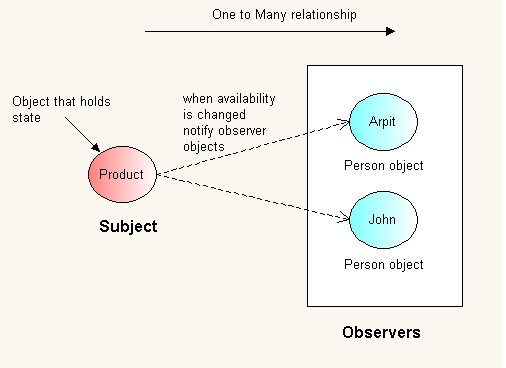 One to Many relationship
Object that holds
state
when availability
is changed
notify observer
objects
Arpit
Person object
Product
John
Subject
Person object
Observers